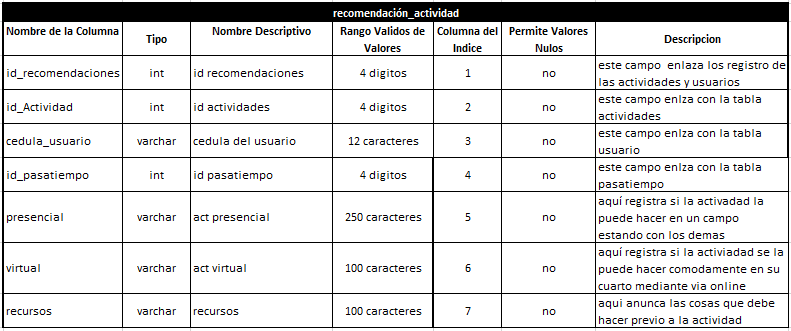 recomendación_actividad
Nombre de la Columna Tipo Nombre Descriptivo Rango Validos de Valores Columna del Indice Permite Valores Nulos Descripcion
id_recomendaciones int id recomendaciones 4 digitos 1 no este campo enlaza los registro de
las actividades y usuarios
id_Actividad int id actividades 4 digitos 2 no este campo enlza con la tabla
actividades
cedula_usuario varchar cedula del usuario 12 caracteres 3 no este campo enlza con la tabla
usuario
id_pasatiempo int id pasatiempo 4 digitos 4 no este campo enlza con la tabla
pasatiempo
presencial varchar act presencial 250 caracteres 5 no aquí registra si la activadad la
puede hacer en un campo
estando con los demas
virtual varchar act virtual 100 caracteres 6 no aquí registra si la activiadad se la
puede hacer comodamente en su
cuarto mediante via online
recursos varchar recursos 100 caracteres 7 no aqui anunca las cosas que debe
hacer previo a la actividad